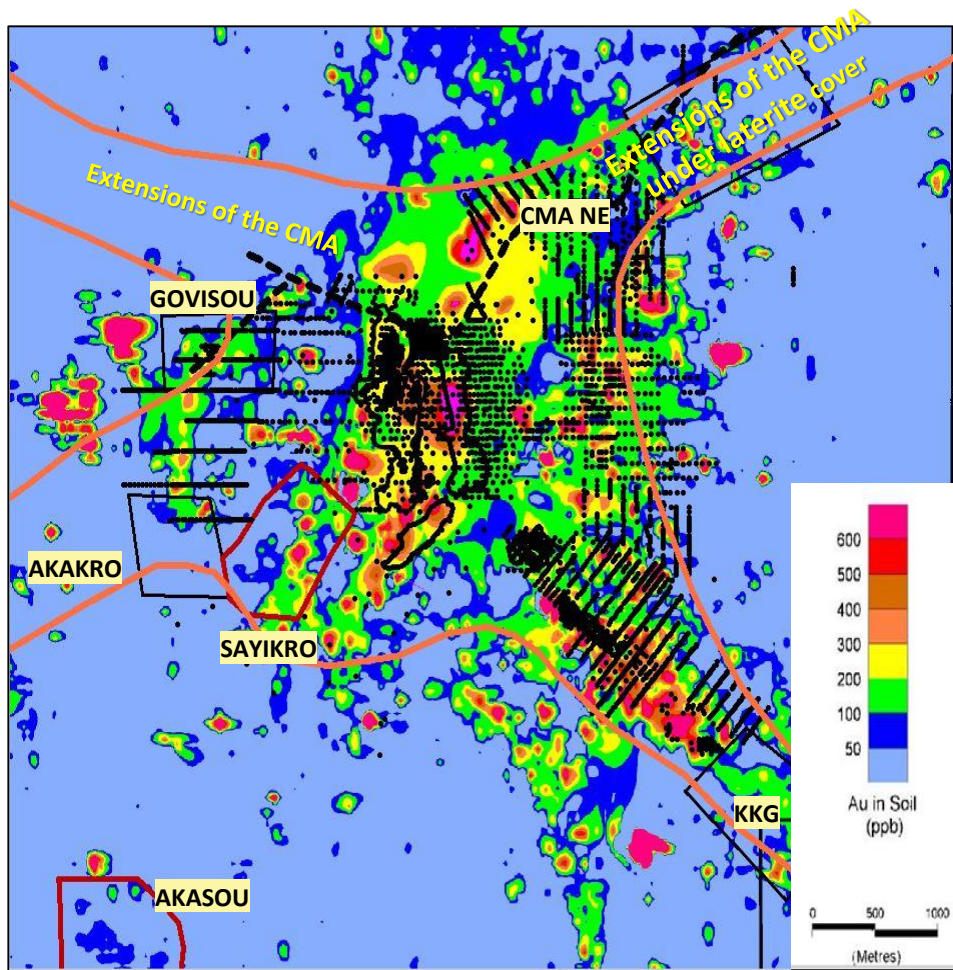 Extensions of the CMA
under laterite cover
Extensions of the CMA
CMA NE
GOVISOU
AKAKRO
SAYIKRO
KKG
AKASOU
600
500
400
300
200
100
50
Au in Soil
(ppb)
0 500 1000
(Metres)